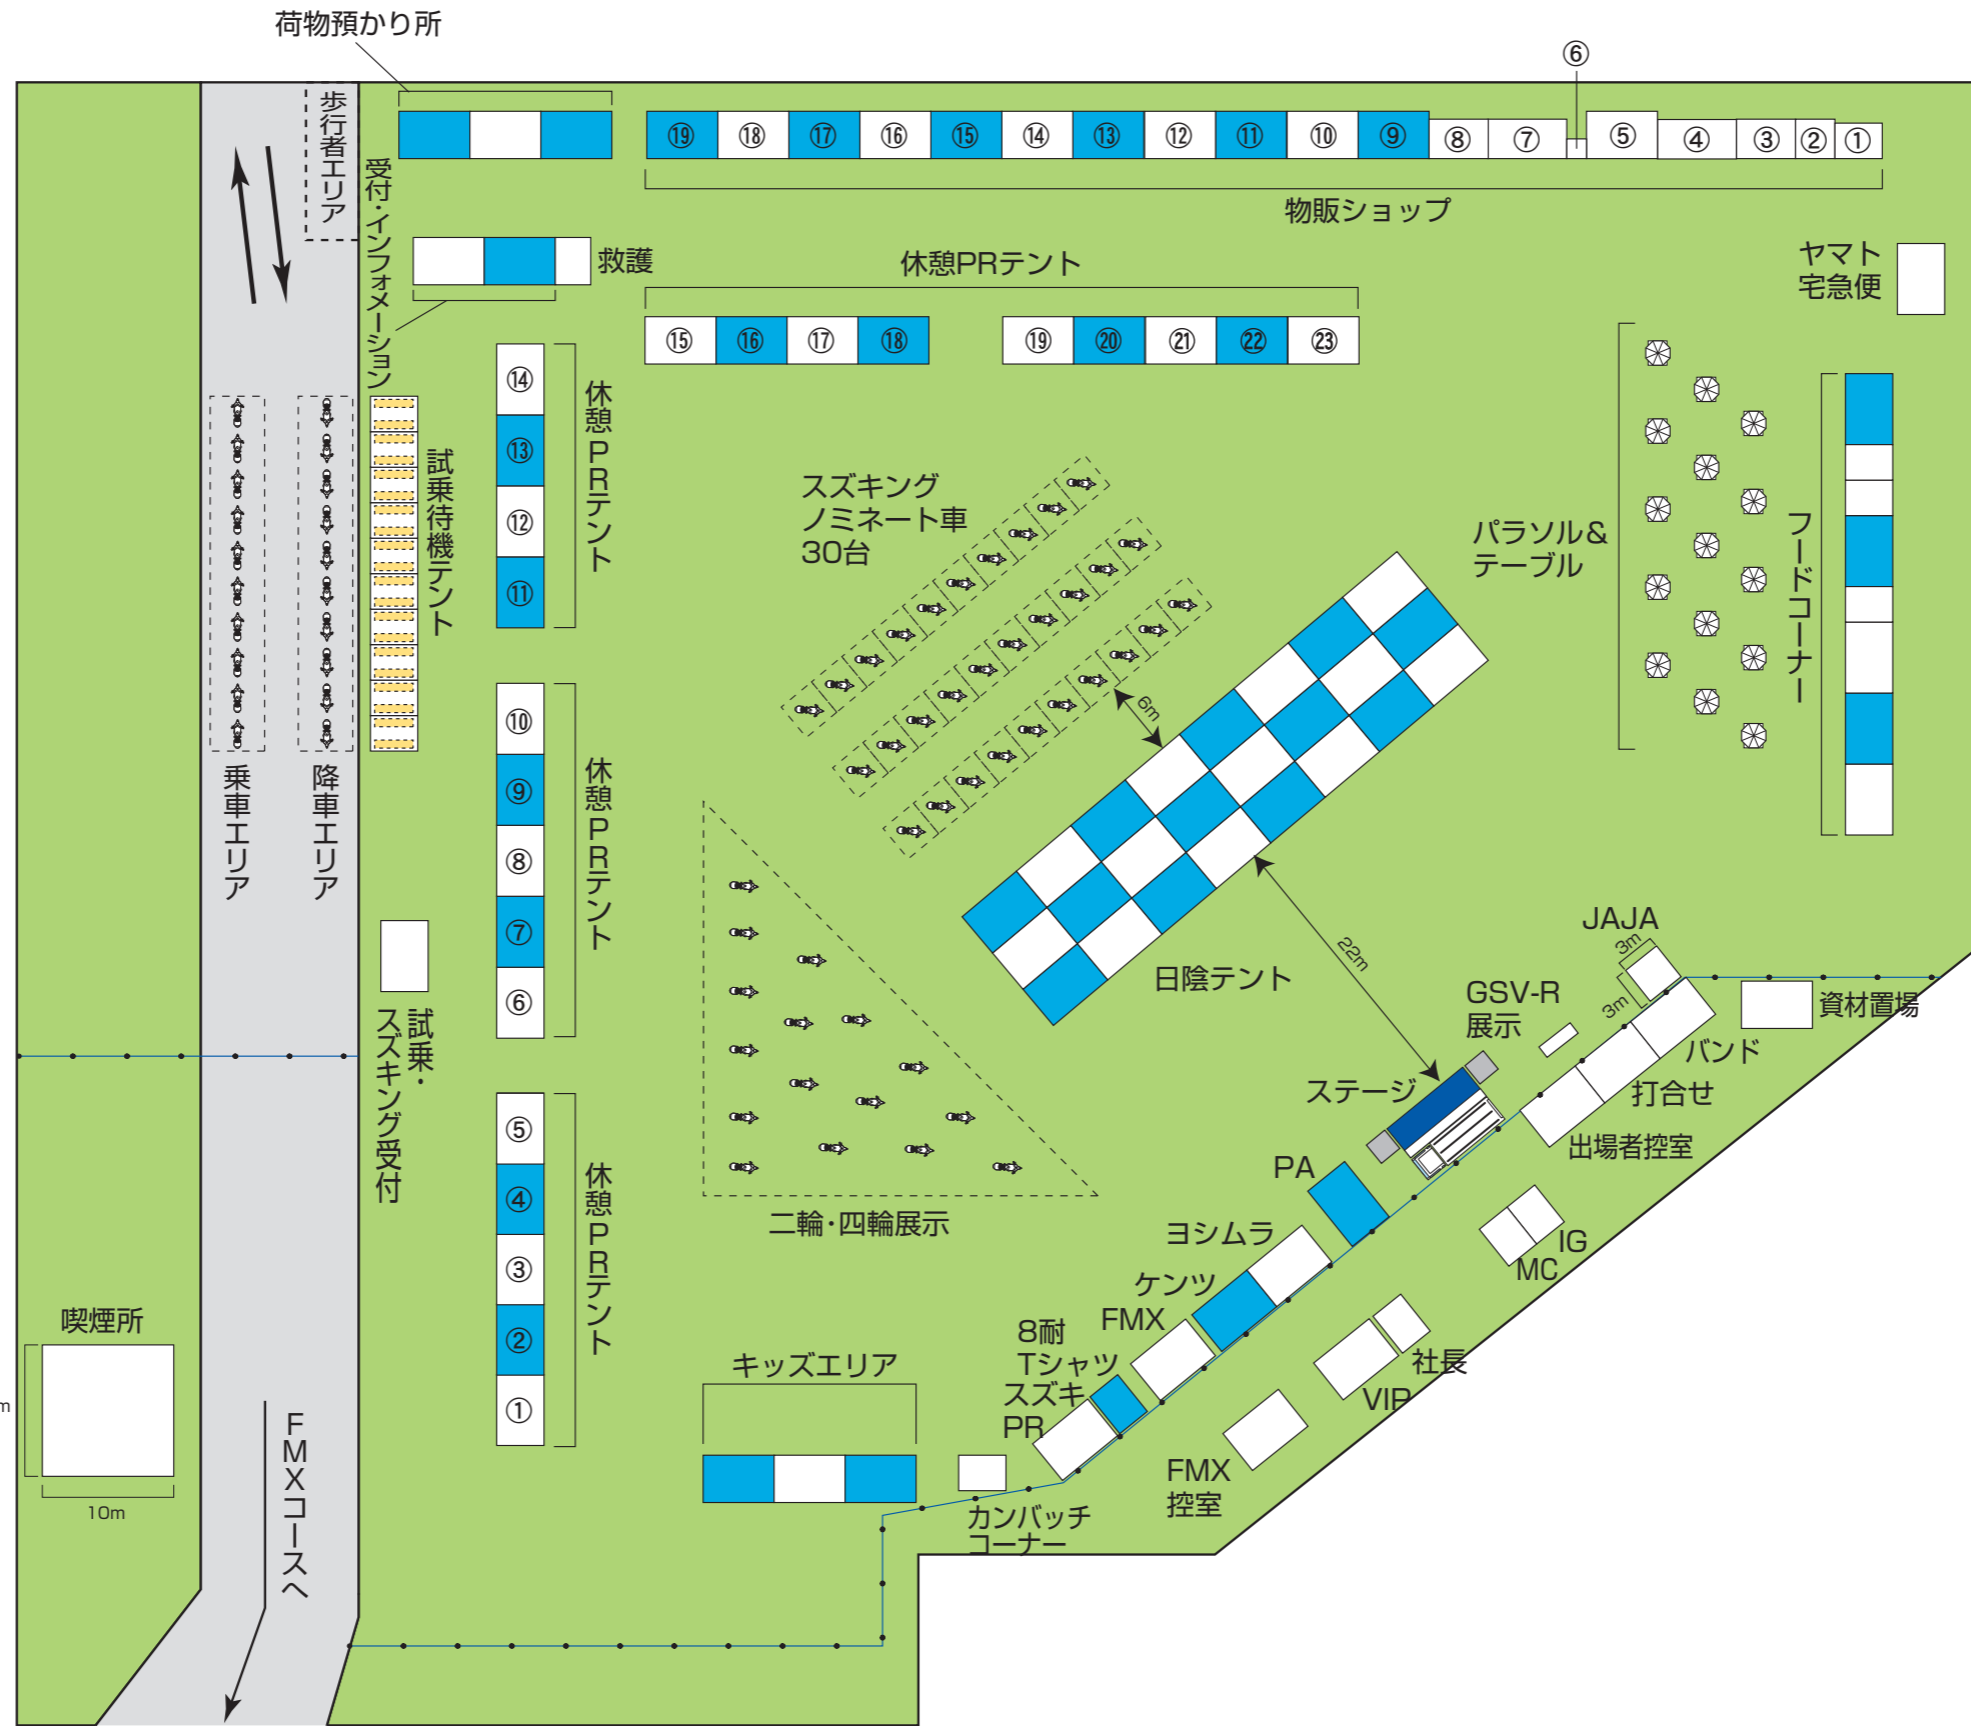 荷物預かり所
⑥
歩行者エリア
⑲ ⑱ ⑰ ⑯ ⑮ ⑭ ⑬ ⑫ ⑪ ⑩ ⑨ ⑧ ⑦ ⑤ ④ ③ ② ①
物販ショップ
受付・インフォメーション
救護
休憩PRテント
ヤマト
宅急便
⑮ ⑯ ⑰ ⑱ ⑲ ⑳ ㉑ ㉒ ㉓
⑭
⑬
⑫
⑪
休憩PRテント
試乗待機テント
スズキング
ノミネート車
30台
パラソル&
テーブル
フードコーナー
6m
乗車エリア
降車エリア
⑩
⑨
⑧
⑦
⑥
休憩PRテント
日陰テント
22m
JAJA
3m
3m
GSV-R
展示
資材置場
バンド
打合せ
出場者控室
ステージ
試乗・
スズキング受付
PA
IG
MC
二輪・四輪展示
⑤
④
③
②
①
休憩PRテント
ヨシムラ
ケンツ
FMX
8耐
Tシャツ
スズキ
PR
社長
VIP
FMX
控室
キッズエリア
カンバッチ
コーナー
喫煙所
m
10m
FMXコースへ